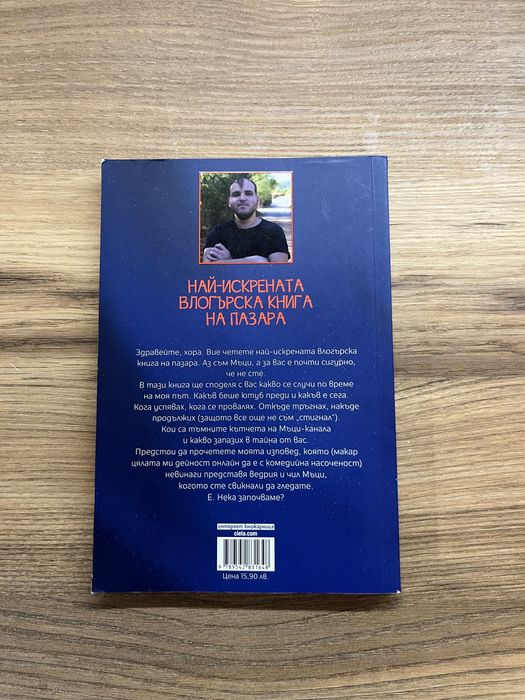 НАЙ-ИСКРЕНАТА
ВЛОГЪРСКА КНИГА
НА ПАЗАРА
Здравейте, хора. Вие четете най-искрената влогърска
книга на пазара. Аз съм Мъци, а за вас е почти сигурно,
че не сте.
В тази книга ще споделя с вас какво се случи по време
на моя път. Какъв беше ютуб преди и какъв е сега.
Кога успявах, кога се провалях. Откъде тръгнах, накъде
продължих (защото все още не съм „стигнал“).
Кои са тъмните кътчета на Мъци-канала
и какво запазих в тайна от вас.
Предстои да прочетете моята изповед, която (макар
цялата ми дейност онлайн да е с комедийна насоченост)
невинаги представя ведрия и чил Мъци,
когото сте свикнали да гледате.
Е. Нека започваме?
интернет книжарница
ciela.com
9 789542 831648
Цена 15,90 лв.